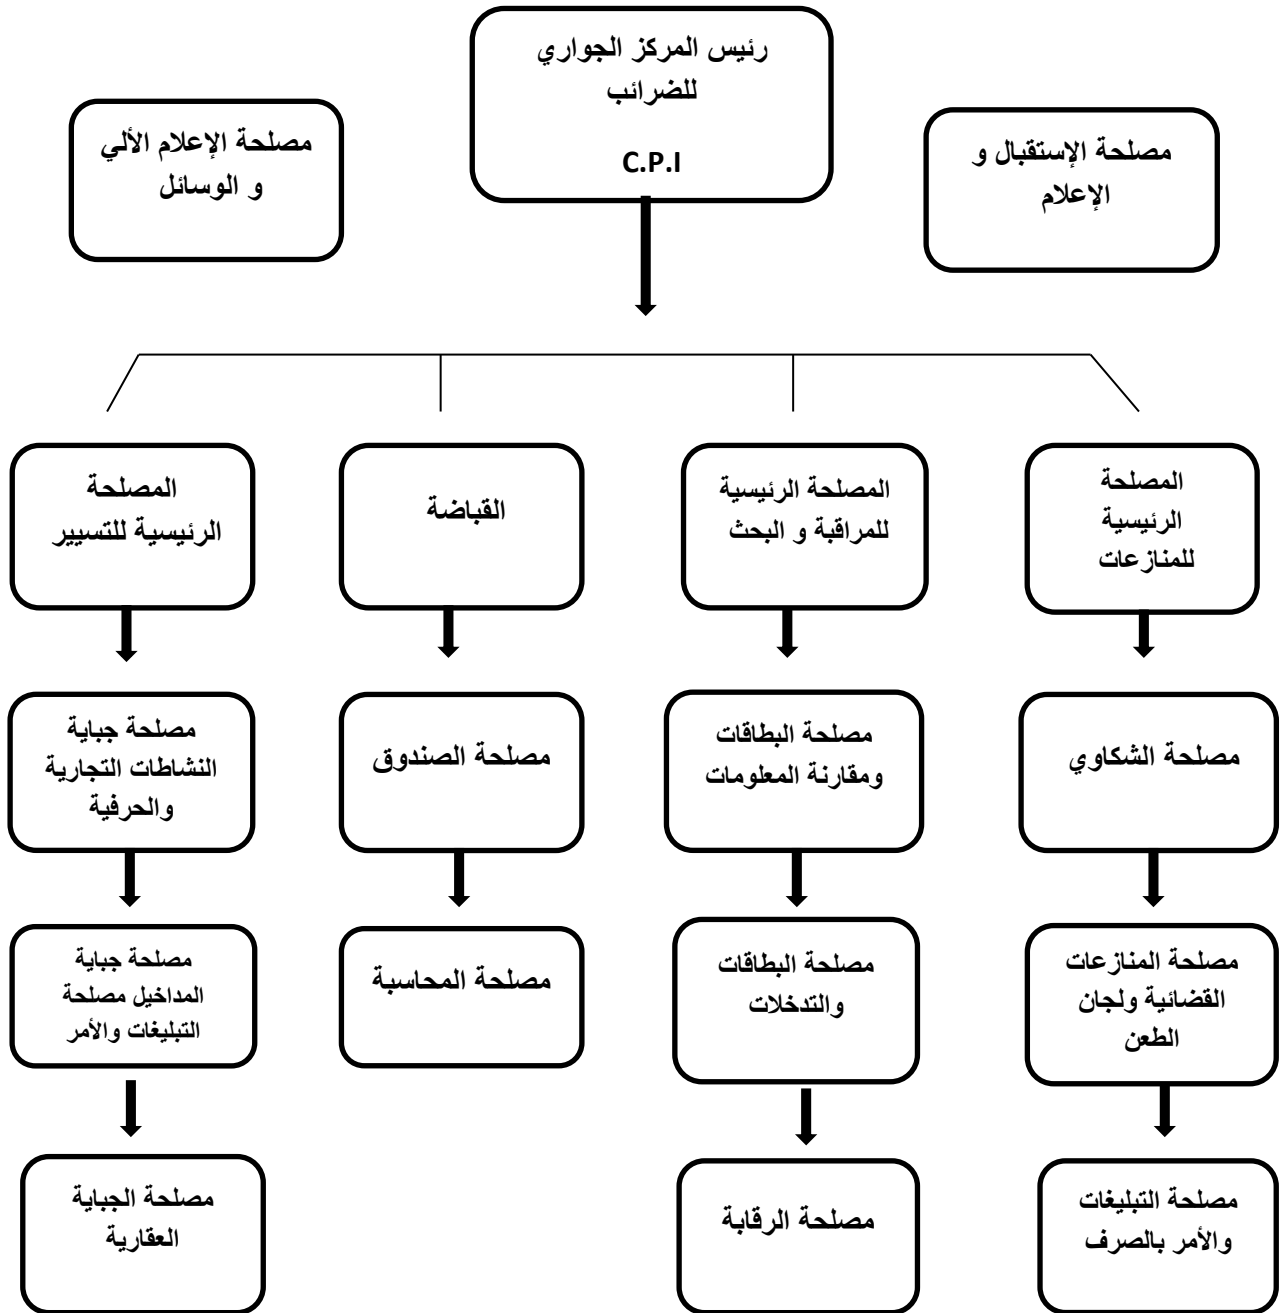 رئيس المركز الجواري
للضرائب
C.P.I
مصلحة الإستقبال و
الإعلام
مصلحة الإعلام الألي
و الوسائل
المصلحة
الرئيسية
للمنازعات
المصلحة الرئيسية
للمراقبة و البحث
القباضة
المصلحة
الرئيسية للتسيير
مصلحة الشكاوي
مصلحة البطاقات
ومقارنة المعلومات
مصلحة الصندوق
مصلحة جباية
النشاطات التجارية
والحرفية
مصلحة المنازعات
القضائية ولجان
الطعن
مصلحة البطاقات
والتدخلات
مصلحة المحاسبة
مصلحة جباية
المداخيل مصلحة
التبليغات والأمر
مصلحة التبليغات
والأمر بالصرف
مصلحة الرقابة
مصلحة الجباية
العقارية